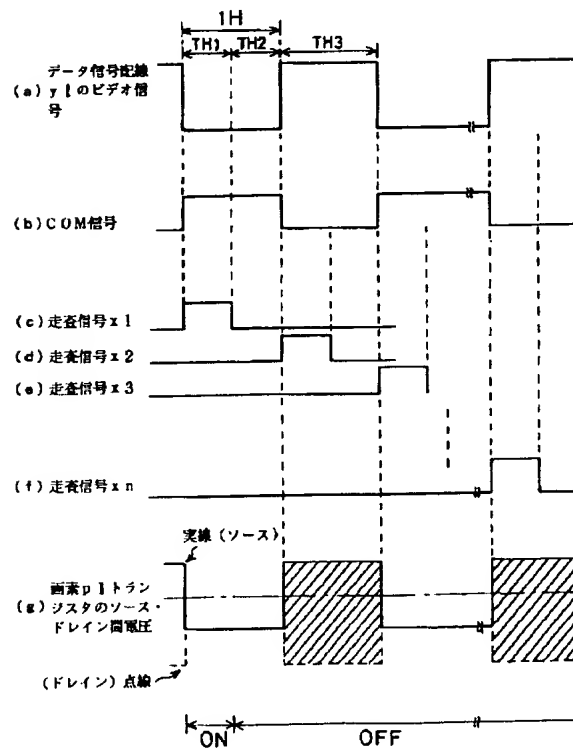 1H
TH1 TH2 TH3
データ信号配線
(a) ylのビデオ信
号
(b) COM信号
(c) 走査信号x1
(d) 走査信号x2
(e) 走査信号x3
(f) 走査信号xn
実線(ソース)
画素p1トラン
(g) ジスタのソース・
ドレイン間電圧
(ドレイン)点線
ON OFF